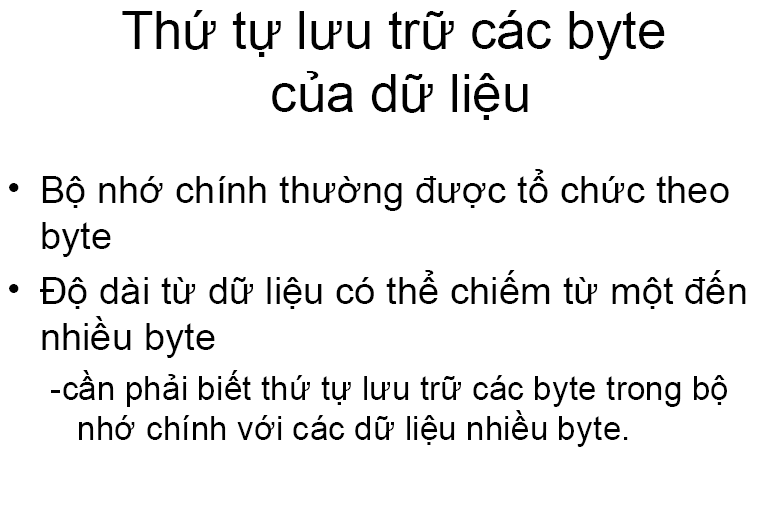 Thứ tự lưu trữ các byte
của dữ liệu
• Bộ nhớ chính thường được tổ chức theo
byte
• Độ dài từ dữ liệu có thể chiếm từ một đến
nhiều byte
-cần phải biết thứ tự lưu trữ các byte trong bộ
nhớ chính với các dữ liệu nhiều byte.